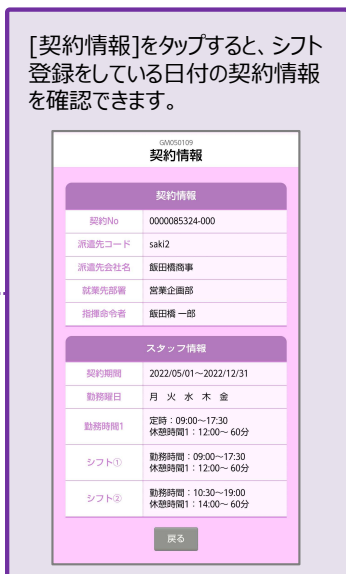 [契約情報]をタップすると、シフト
登録をしている日付の契約情報
を確認できます。
GM050109
契約情報
契約情報
契約No 0000085324-000
派遣先コード saki2
派遣先会社名 飯田橋商事
就業先部署 営業企画部
指揮命令者 飯田橋 一郎
スタッフ情報
契約期間 2022/05/01～2022/12/31
勤務曜日 月 火 水 木 金
勤務時間1 定時：09:00～17:30
休憩時間1：12:00～ 60分
シフト① 勤務時間：09:00～17:30
休憩時間1：12:00～ 60分
シフト② 勤務時間：10:30～19:00
休憩時間1：14:00～ 60分
戻る